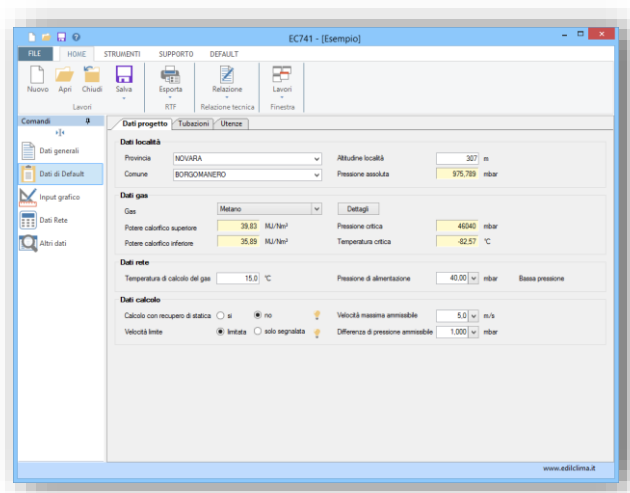 EC741 - [Esempio]
FILE HOME STRUMENTI SUPPORTO DEFAULT
Nuovo Apri Chiudi Salva Esporta Relazione Lavori
Lavori RTF Relazione tecnica Finestra
Comandi
Dati generali
Dati di Default
Input grafico
Dati Rete
Altri dati
Dati progetto Tubazioni Utenze
Dati località
Provincia NOVARA Altitudine località 307 m
Comune BORGOMANERO Pressione assoluta 975,789 mbar
Dati gas
Gas Metano Dettagli
Potere calorifico superiore 39,83 MJ/Nm³ Pressione critica 46040 mbar
Potere calorifico inferiore 35,89 MJ/Nm³ Temperatura critica -82,57 °C
Dati rete
Temperatura di calcolo del gas 15,0 °C Pressione di alimentazione 40,00 mbar Bassa pressione
Dati calcolo
Calcolo con recupero di statica si no Velocità massima ammissibile 5,0 m/s
Velocità limite limitata solo segnalata Differenza di pressione ammissibile 1,000 mbar
www.edilclima.it